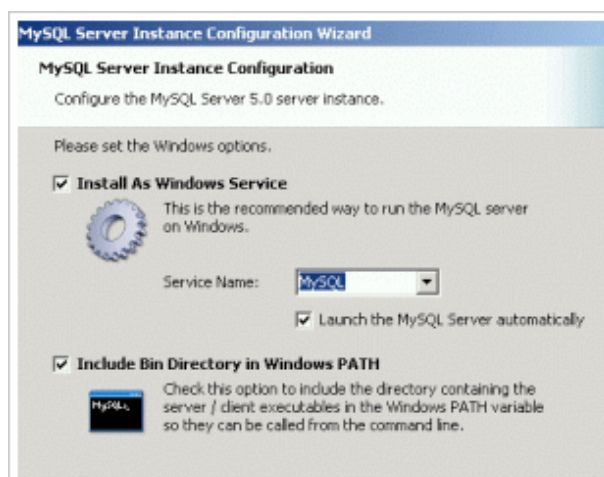 MySQL Server Instance Configuration Wizard
MySQL Server Instance Configuration
Configure the MySQL Server 5.0 server instance.
Please set the Windows options.
Install As Windows Service
This is the recommended way to run the MySQL server
on Windows.
Service Name: MySQL
Launch the MySQL Server automatically
Include Bin Directory in Windows PATH
Check this option to include the directory containing the
server / client executables in the Windows PATH variable
so they can be called from the command line.